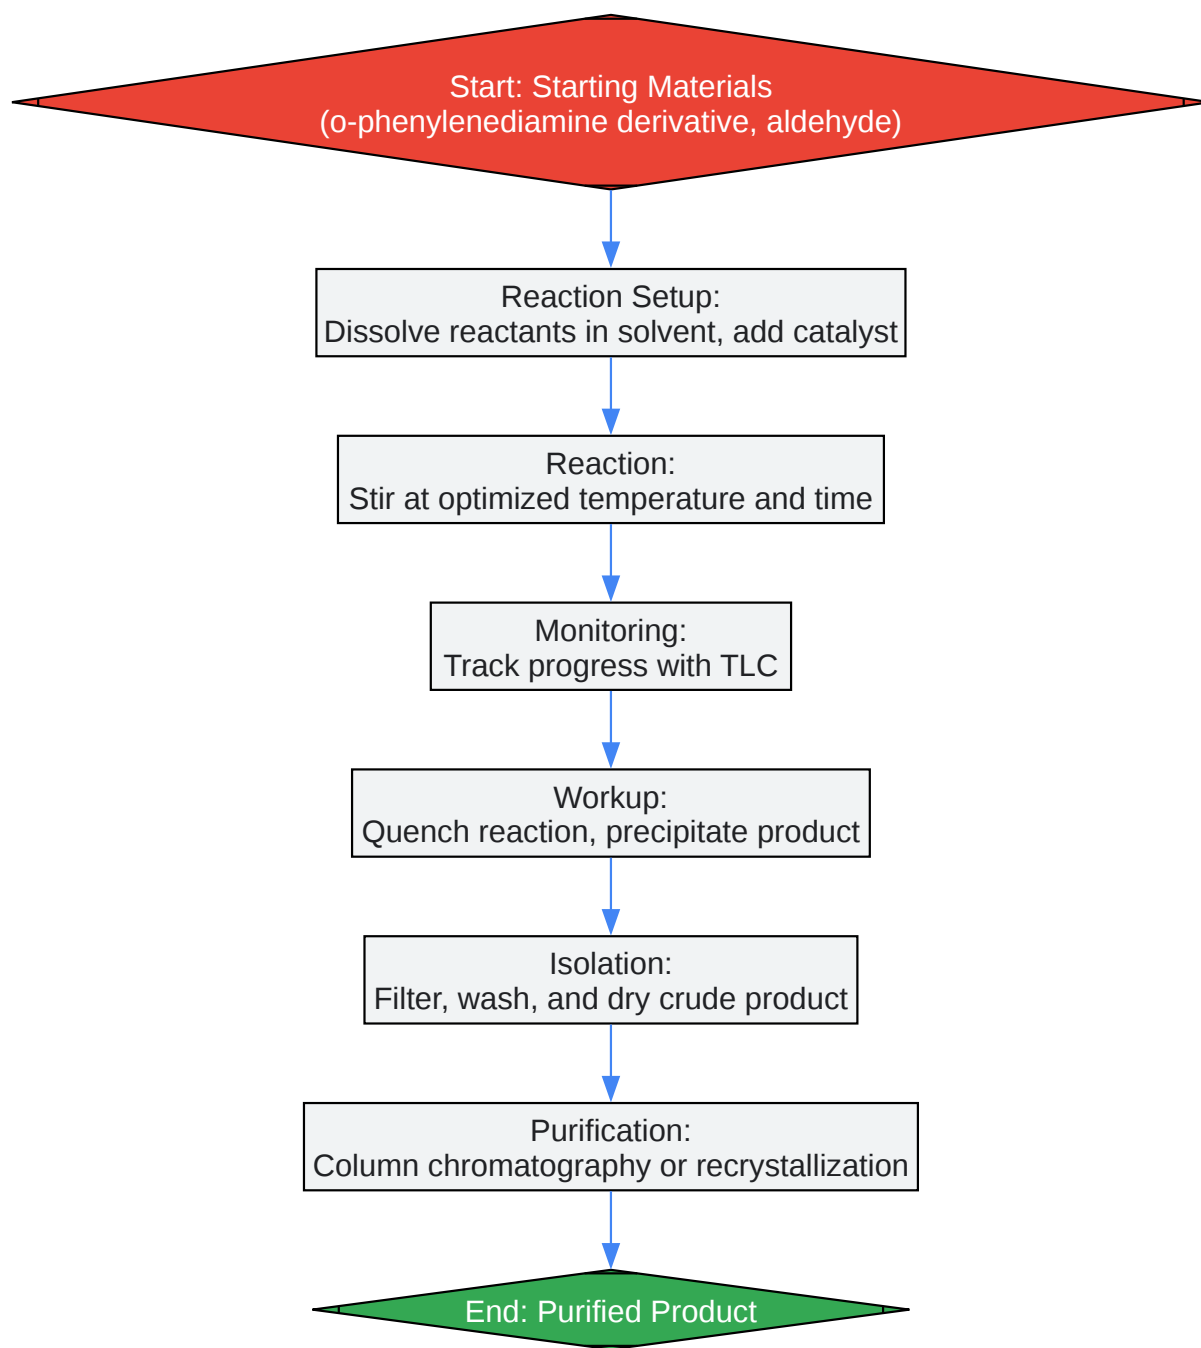 Start: Starting Materials
(o-phenylenediamine derivative, aldehyde)
Reaction Setup:
Dissolve reactants in solvent, add catalyst
Reaction:
Stir at optimized temperature and time
Monitoring:
Track progress with TLC
Workup:
Quench reaction, precipitate product
Isolation:
Filter, wash, and dry crude product
Purification:
Column chromatography or recrystallization
End: Purified Product